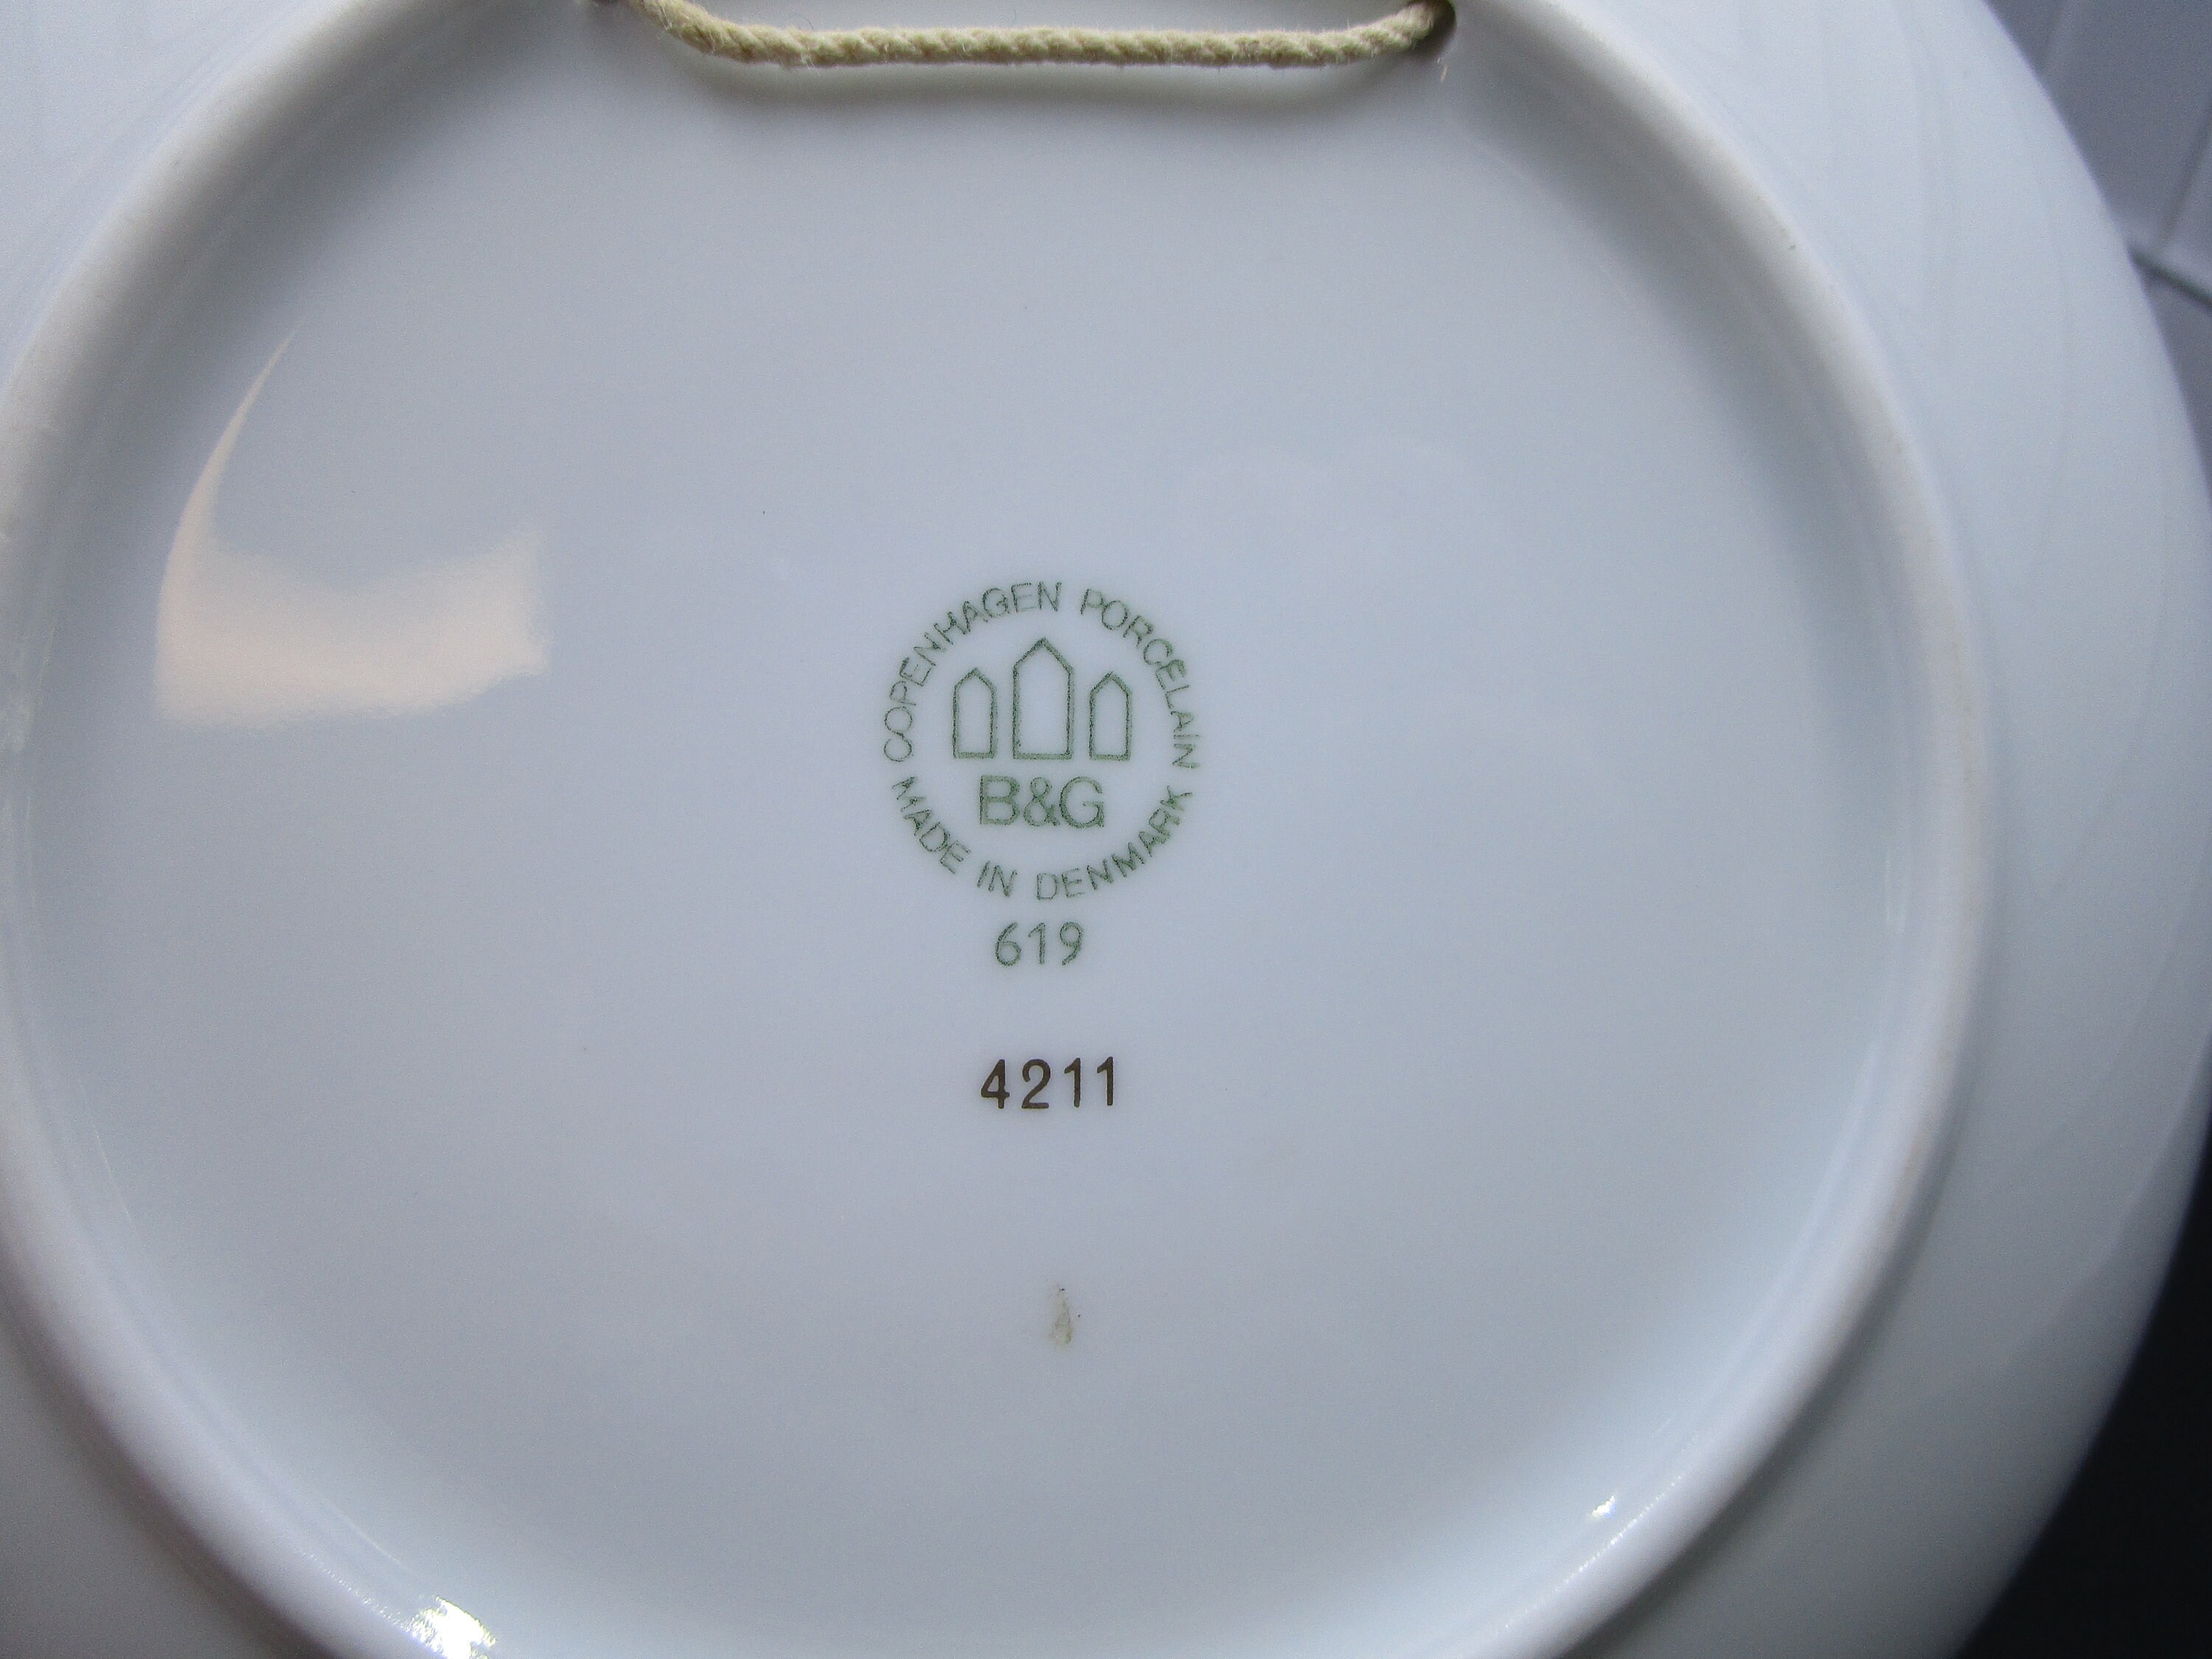 COPENHAGEN PORCELAIN
B&G
MADE IN DENMARK
619
4211